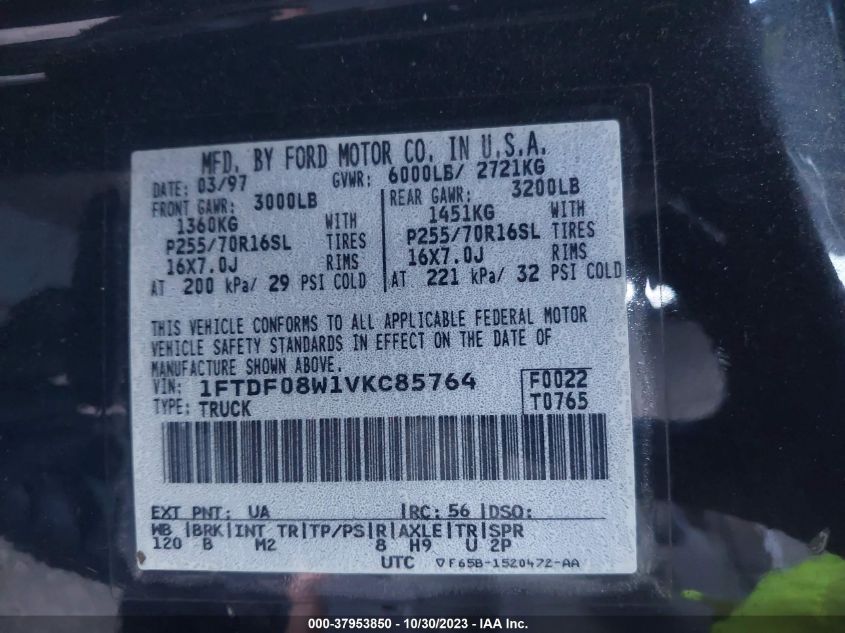 MFD. BY FORD MOTOR CO. IN U.S.A.
DATE: 03/97 GVWR: 6000LB/ 2721KG
FRONT GAWR: 3000LB REAR GAWR: 3200LB
1360KG WITH 1451KG WITH
P255/70R16SL TIRES P255/70R16SL TIRES
16X7.0J RIMS 16X7.0J RIMS
AT 200 kPa/ 29 PSI COLD AT 221 kPa/ 32 PSI COLD
THIS VEHICLE CONFORMS TO ALL APPLICABLE FEDERAL MOTOR
VEHICLE SAFETY STANDARDS IN EFFECT ON THE DATE OF
MANUFACTURE SHOWN ABOVE.
VIN: 1FTDF08W1VKC85764 F0022
TYPE: TRUCK T0765
EXT PNT: UA |RC: 56 |DSO:
WB |BRK|INT TR|TP/PS|R|AXLE|TR|SPR
120 B M2 8 H9 U 2P
UTC ▽F65B-1520472-AA
000-37953850 - 10/30/2023 - IAA Inc.